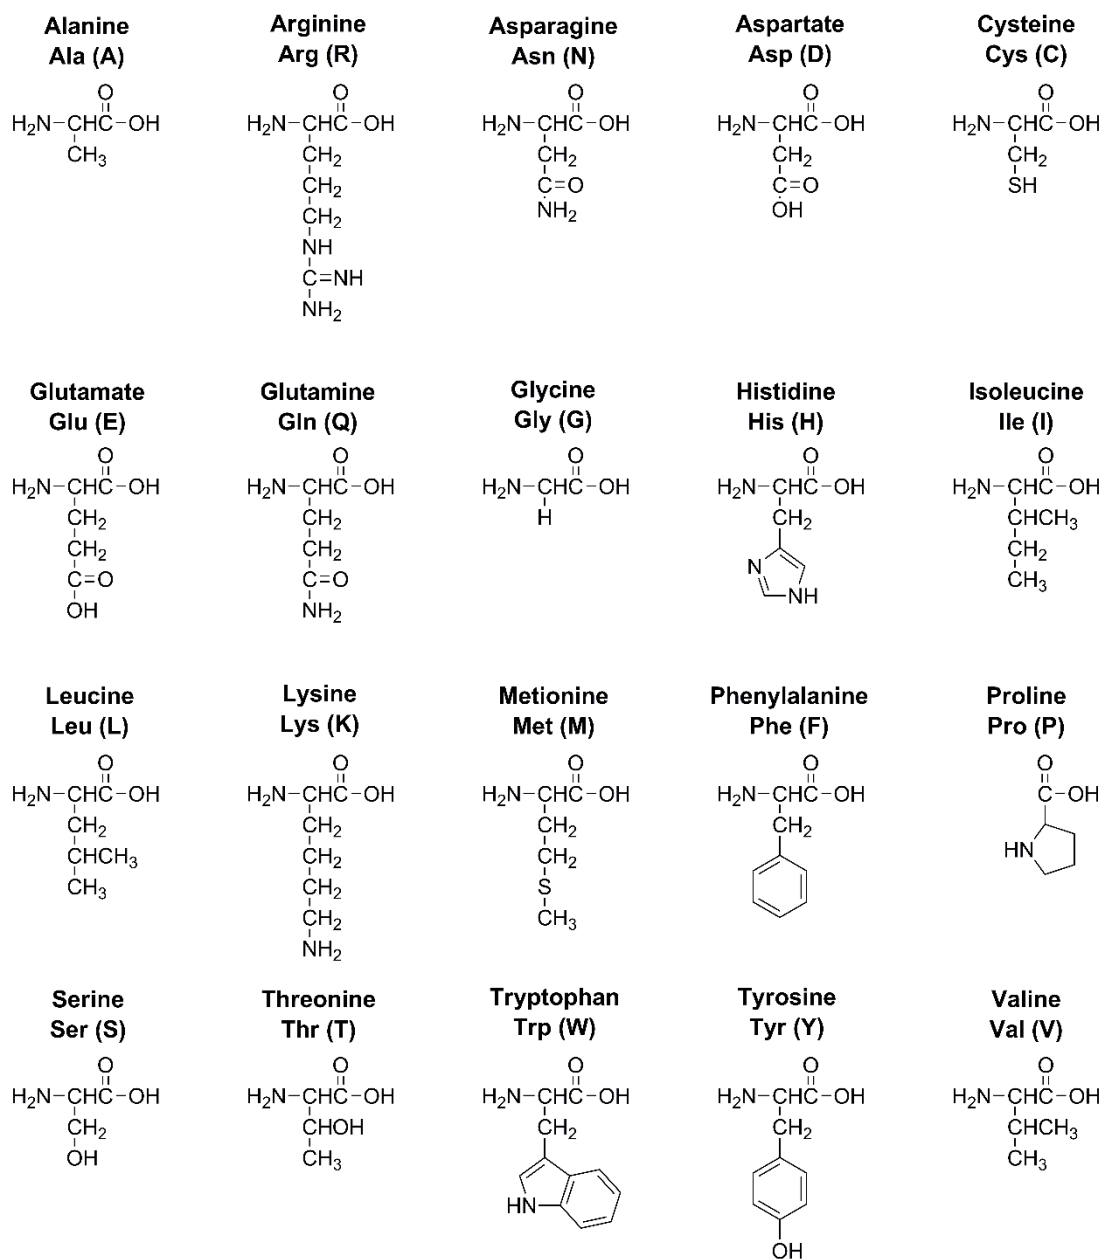 Alanine
Ala (A)
Arginine
Arg (R)
Asparagine
Asn (N)
Aspartate
Asp (D)
Cysteine
Cys (C)
O
H2N-CHC-OH
CH3
O
H2N-CHC-OH
CH2
CH2
CH2
NH
C=NH
NH2
O
H2N-CHC-OH
CH2
C=O
NH2
O
H2N-CHC-OH
CH2
C=O
OH
O
H2N-CHC-OH
CH2
SH
Glutamate
Glu (E)
Glutamine
Gln (Q)
Glycine
Gly (G)
Histidine
His (H)
Isoleucine
Ile (I)
O
H2N-CHC-OH
CH2
CH2
C=O
OH
O
H2N-CHC-OH
CH2
CH2
C=O
NH2
O
H2N-CHC-OH
H
O
H2N-CHC-OH
CH2
N
NH
O
H2N-CHC-OH
CHCH3
CH2
CH3
Leucine
Leu (L)
Lysine
Lys (K)
Metionine
Met (M)
Phenylalanine
Phe (F)
Proline
Pro (P)
O
H2N-CHC-OH
CH2
CHCH3
CH3
O
H2N-CHC-OH
CH2
CH2
CH2
CH2
NH2
O
H2N-CHC-OH
CH2
CH2
S
CH3
O
H2N-CHC-OH
CH2
O
C-OH
HN
Serine
Ser (S)
Threonine
Thr (T)
Tryptophan
Trp (W)
Tyrosine
Tyr (Y)
Valine
Val (V)
O
H2N-CHC-OH
CH2
OH
O
H2N-CHC-OH
CHOH
CH3
O
H2N-CHC-OH
CH2
HN
O
H2N-CHC-OH
CH2
OH
O
H2N-CHC-OH
CHCH3
CH3